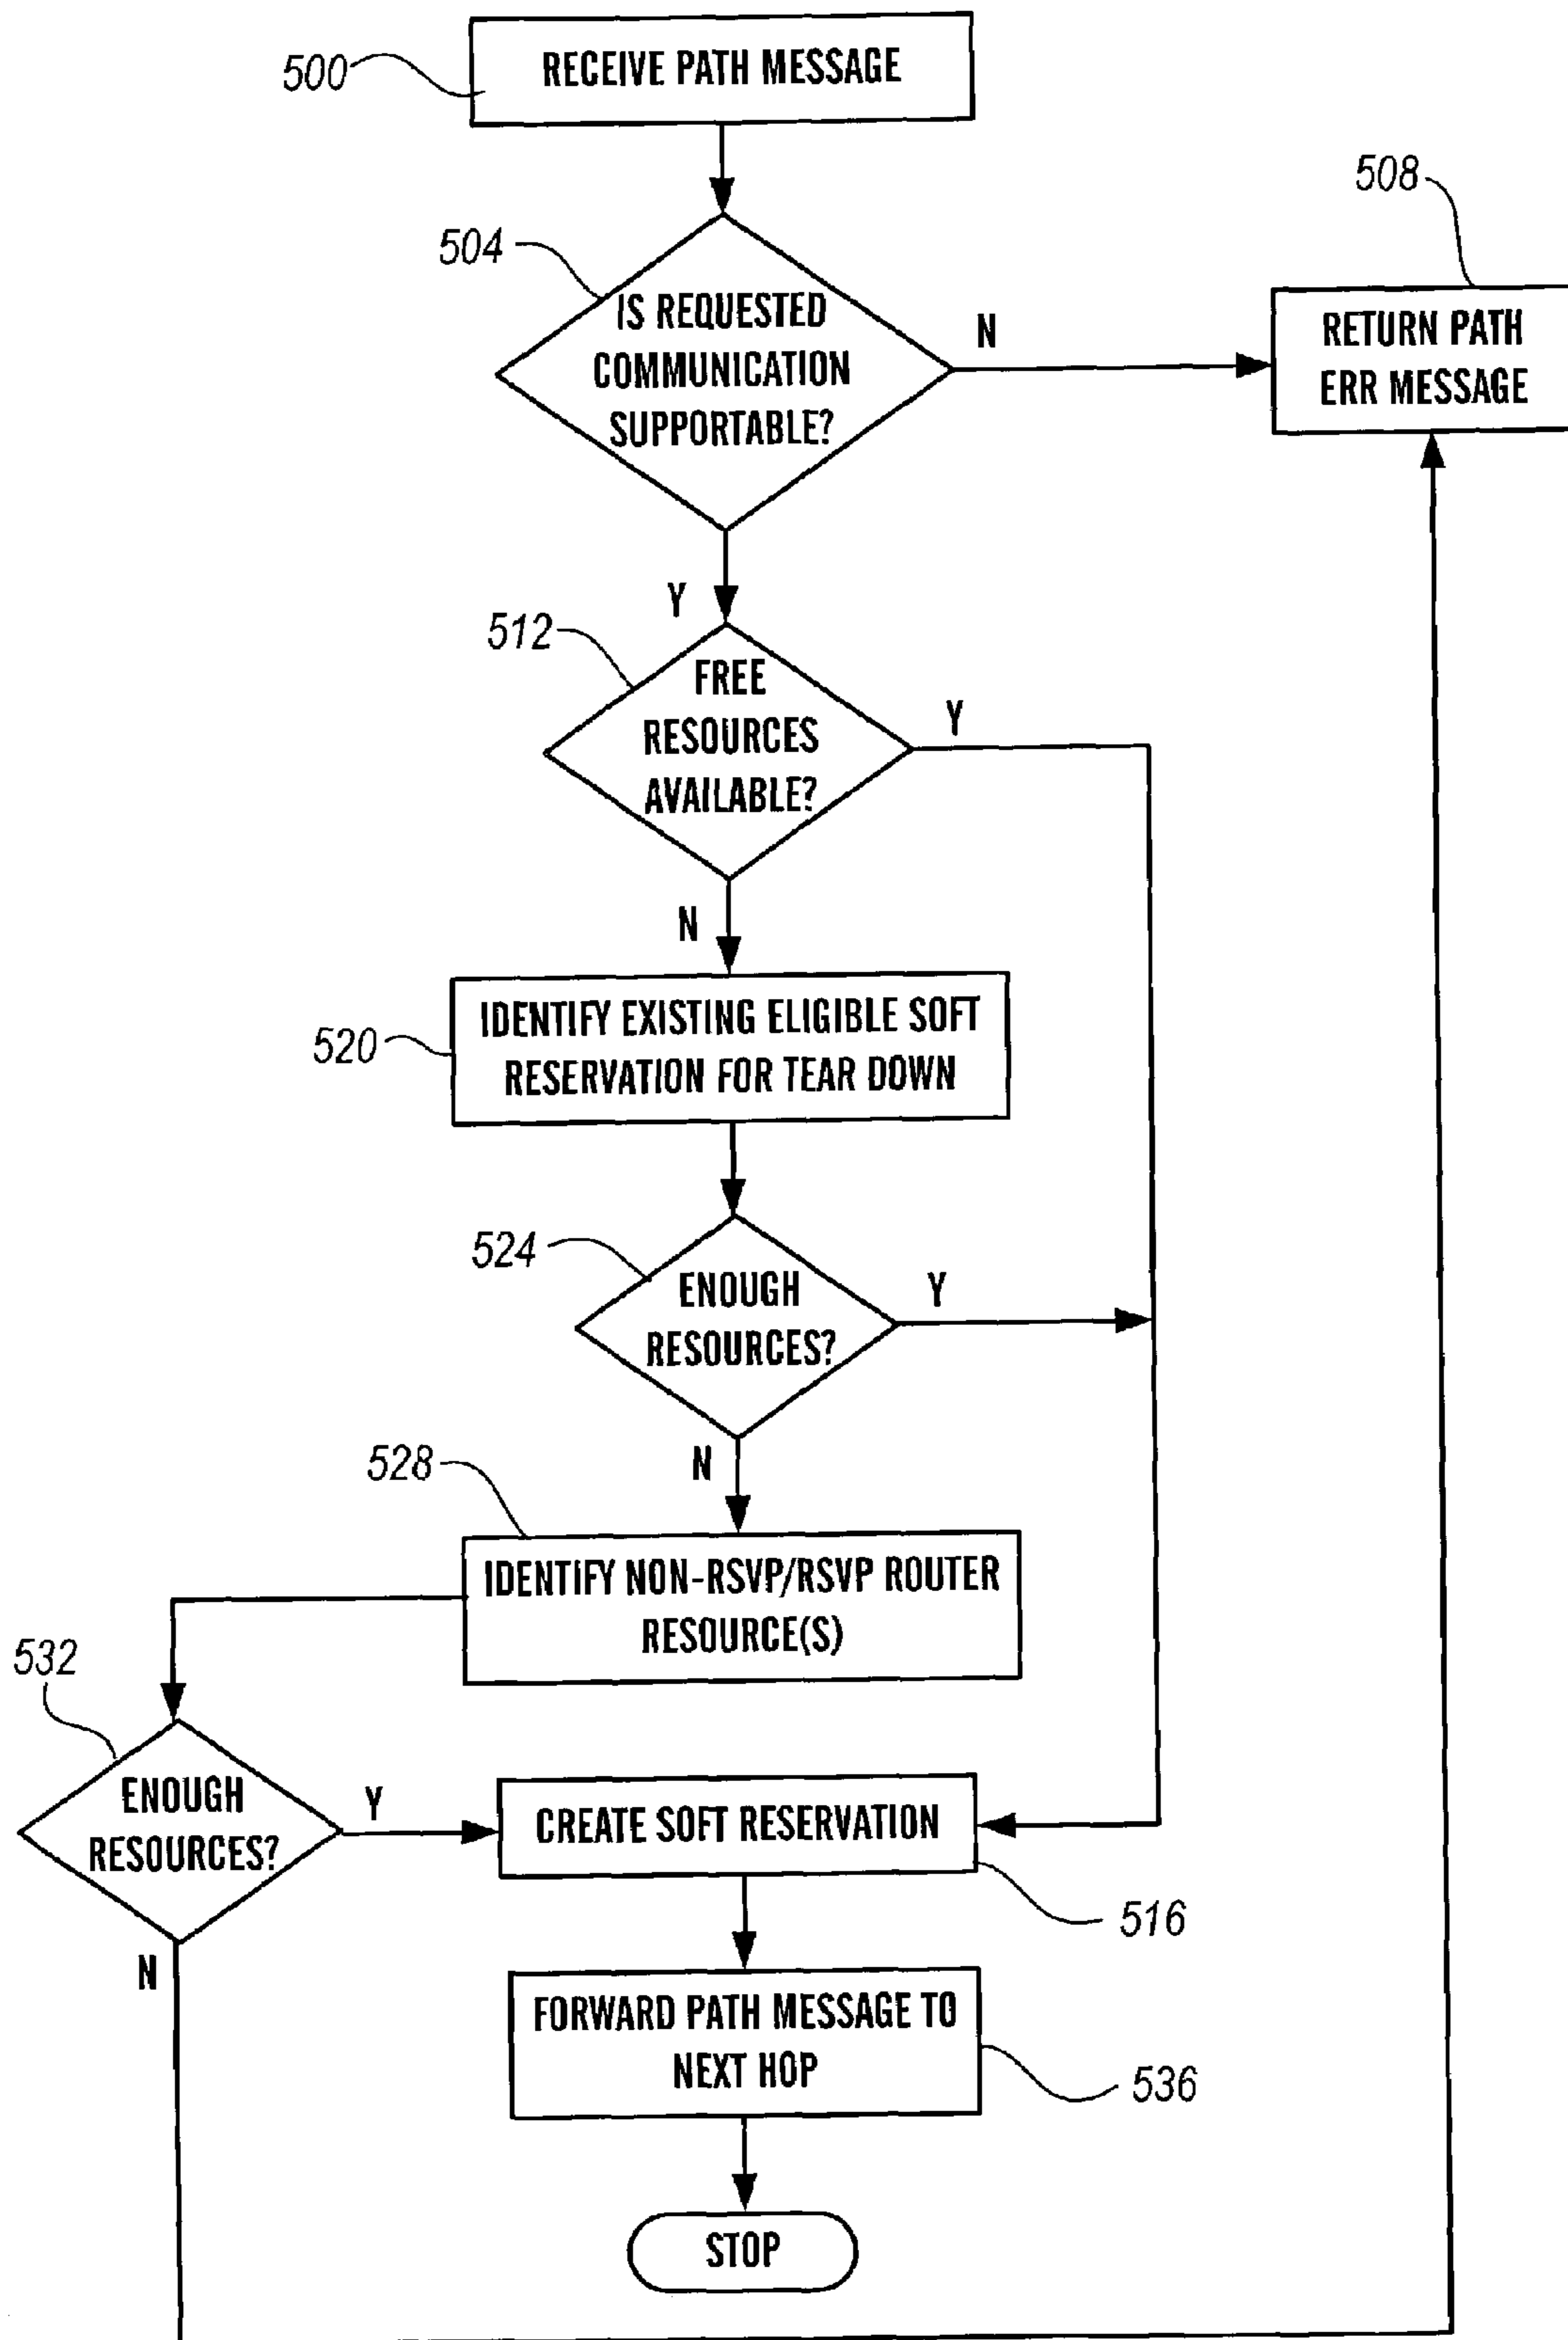 500
RECEIVE PATH MESSAGE
508
504
IS REQUESTED
COMMUNICATION
SUPPORTABLE?
N
RETURN PATH
ERR MESSAGE
Y
512
FREE
RESOURCES
AVAILABLE?
Y
N
520
IDENTIFY EXISTING ELIGIBLE SOFT
RESERVATION FOR TEAR DOWN
524
ENOUGH
RESOURCES?
Y
N
528
IDENTIFY NON-RSVP/RSVP ROUTER
RESOURCE(S)
532
ENOUGH
RESOURCES?
Y
CREATE SOFT RESERVATION
516
N
FORWARD PATH MESSAGE TO
NEXT HOP
536
STOP